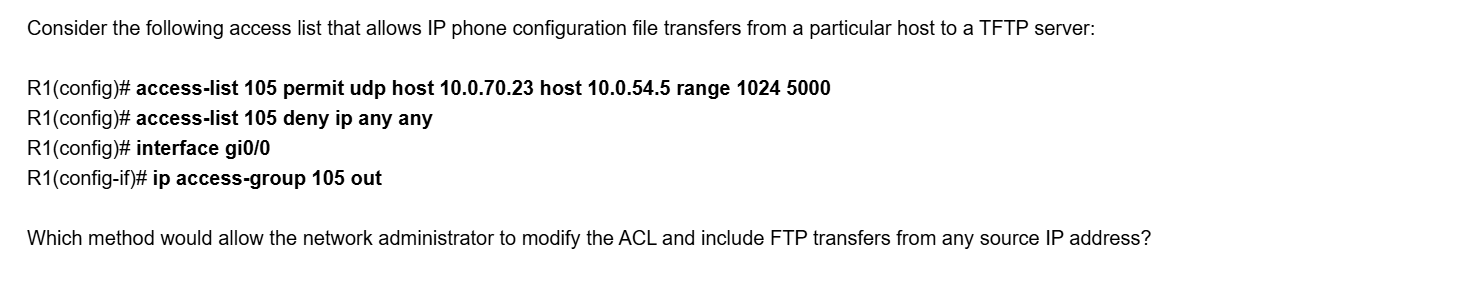 Consider the following access list that allows IP phone configuration file transfers from a particular host to a TFTP server:
R1(config)# access-list 105 permit udp host 10.0.70.23 host 10.0.54.5 range 1024 5000
R1(config)# access-list 105 deny ip any any
R1(config)# interface gi0/0
R1(config-if)# ip access-group 105 out
Which method would allow the network administrator to modify the ACL and include FTP transfers from any source IP address?